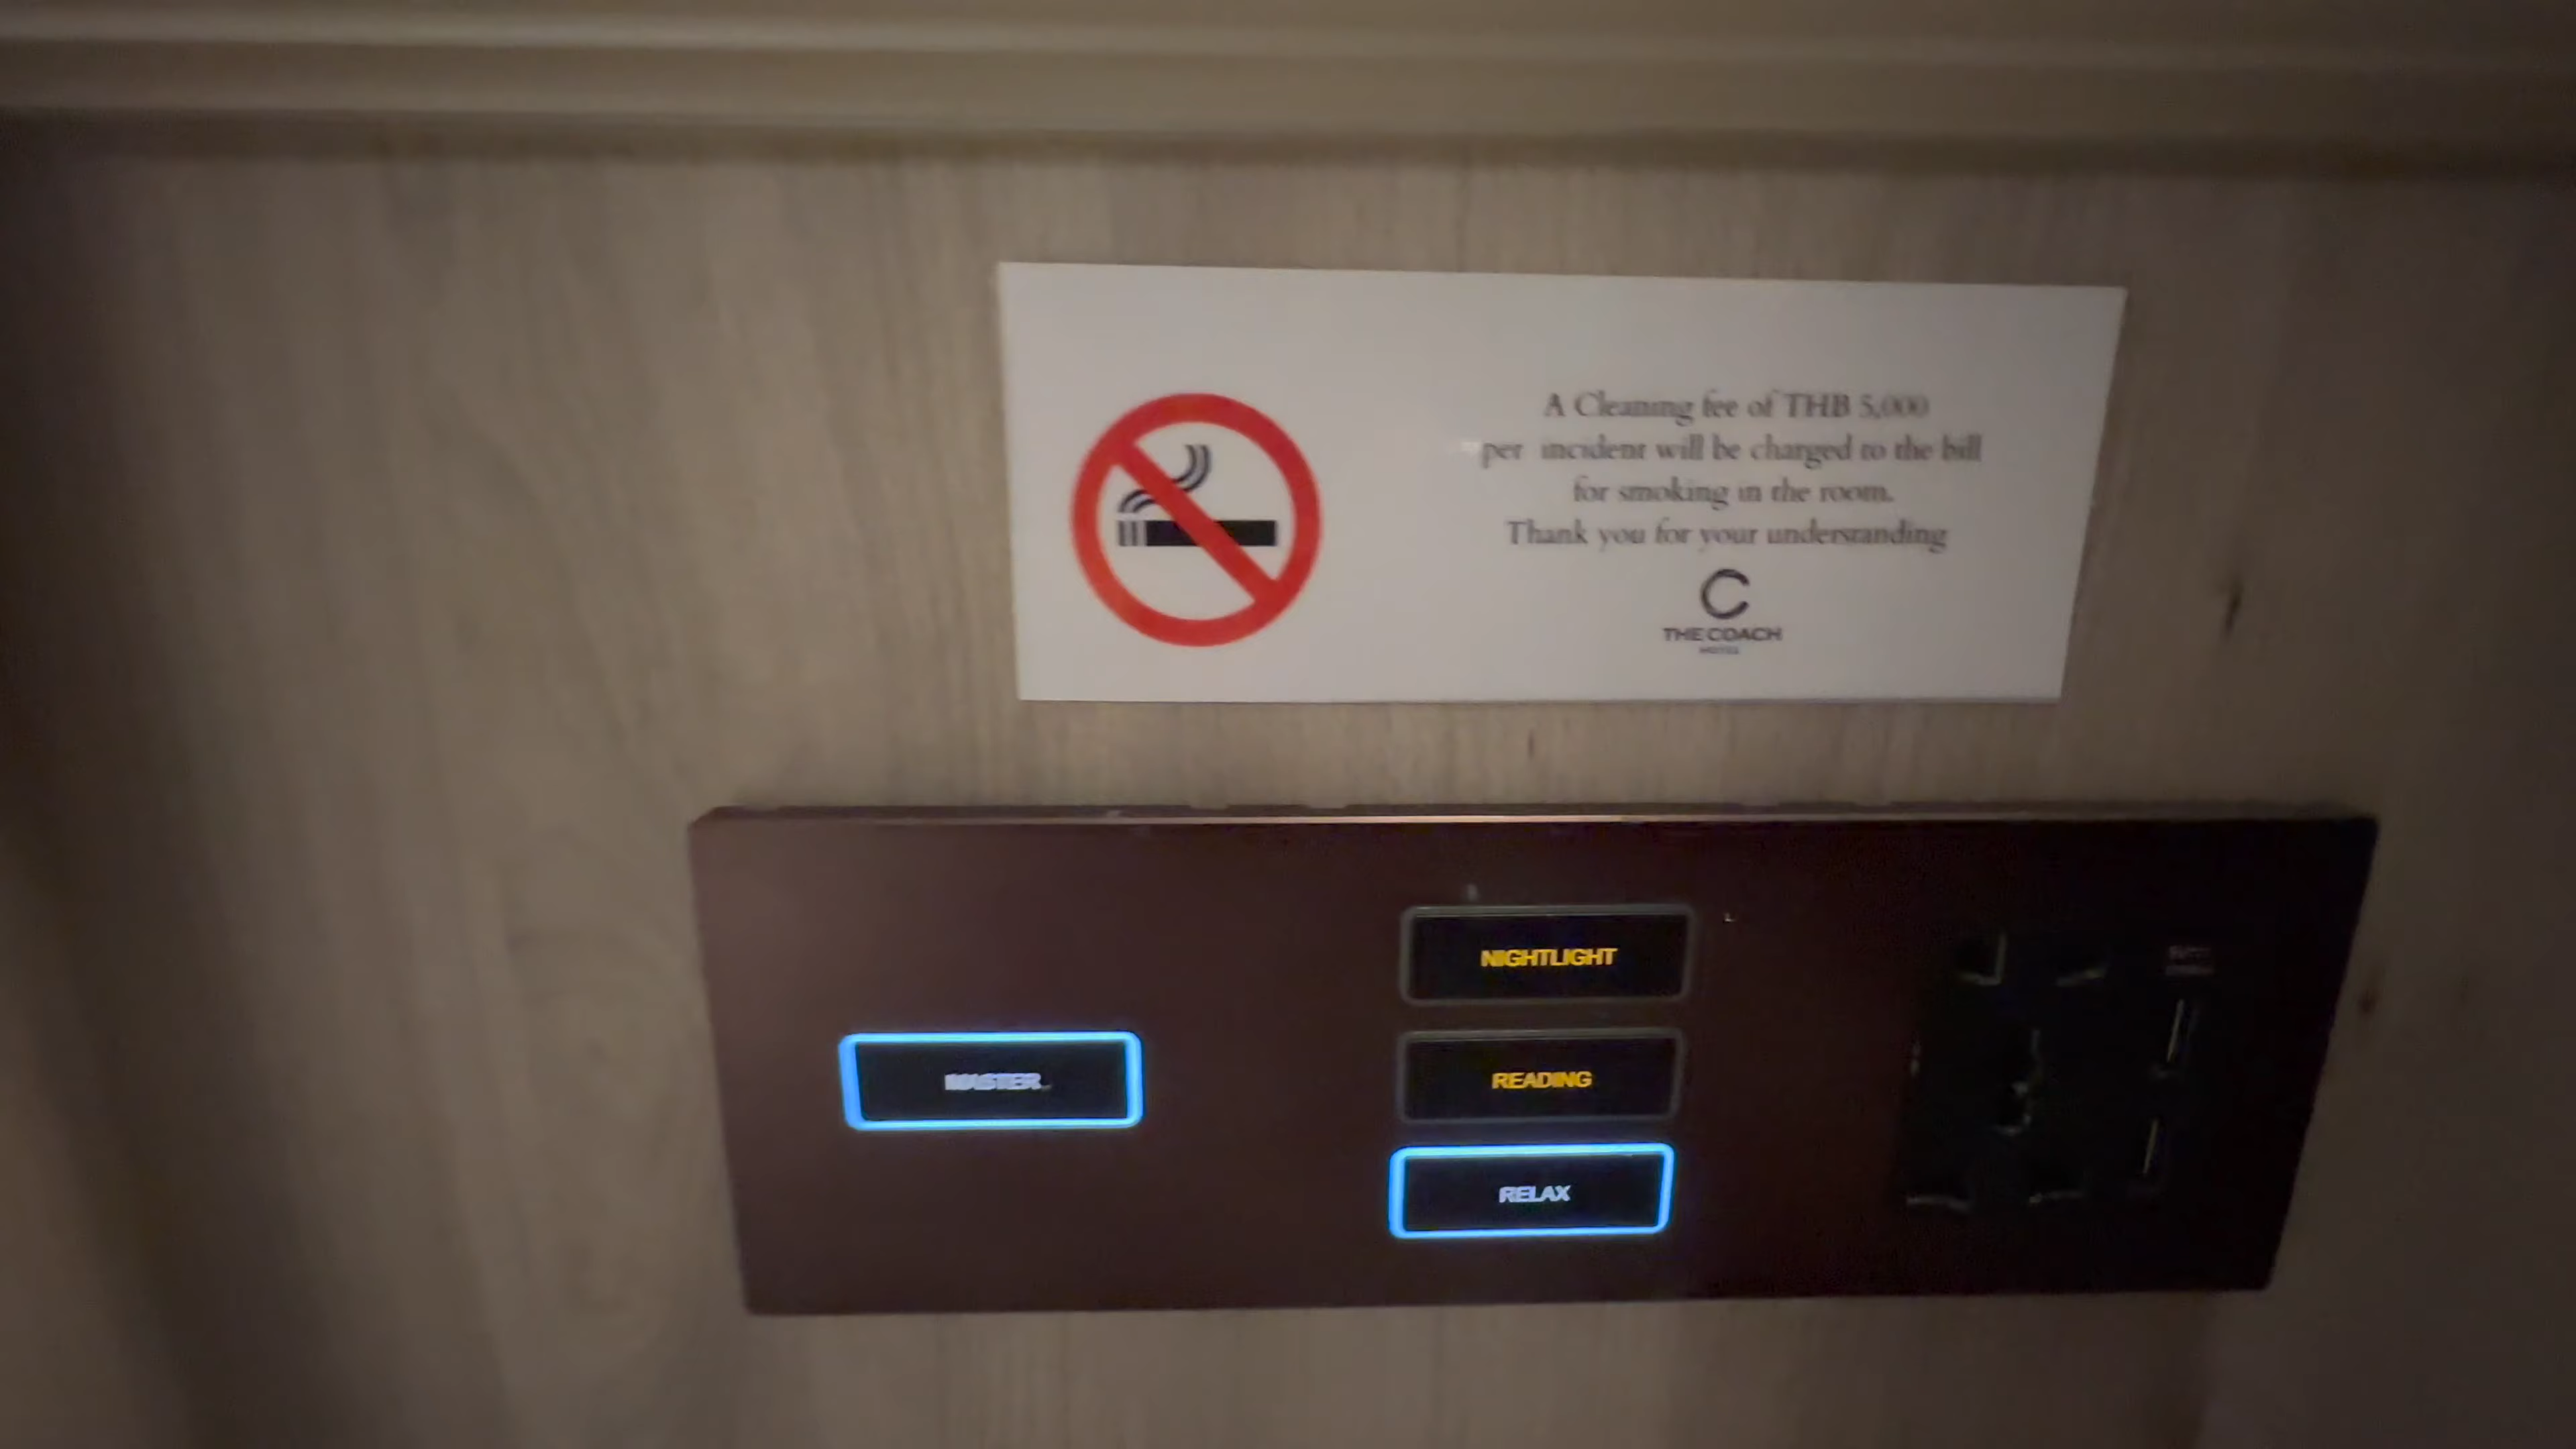 A Cleaning fee of THB 5,000
per incident will be charged to the bill
for smoking in the room.
Thank you for your understanding
THE COACH
HOTEL
NIGHTLIGHT
MASTER
READING
RELAX